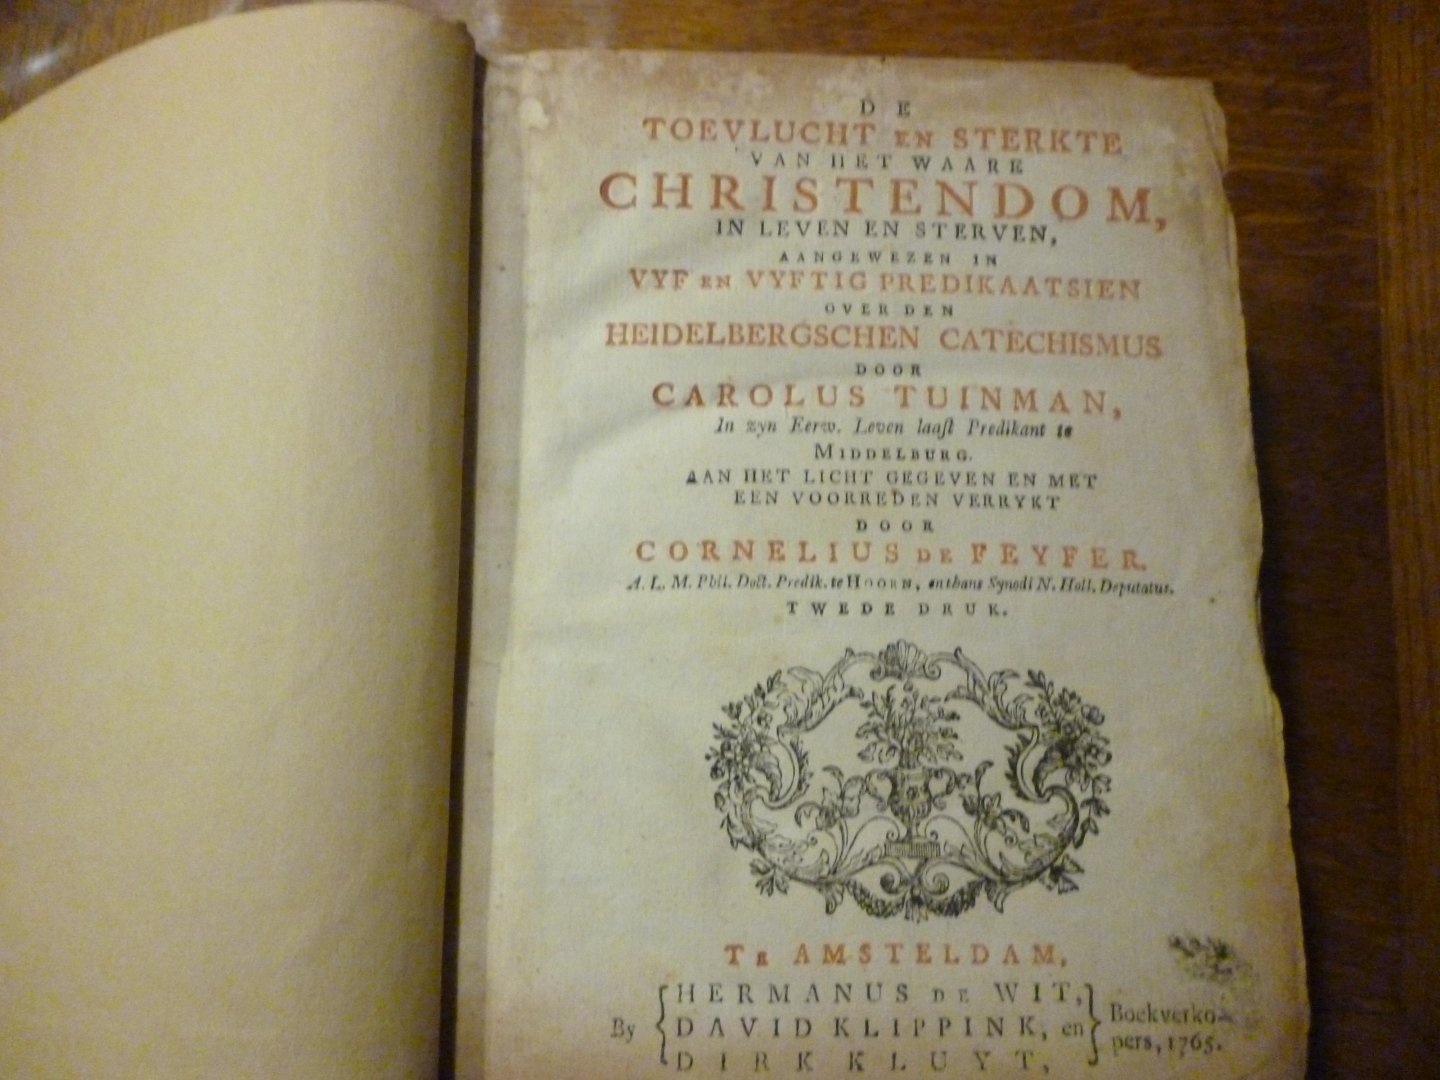 DE
TOEVLUCHT EN STERKTE
VAN HET WAARE
CHRISTENDOM,
IN LEVEN EN STERVEN,
AANGEWEZEN IN
VYF EN VYFTIG PREDIKAATSIEN
OVER DEN
HEIDELBERGSCHEN CATECHISMUS
DOOR
CAROLUS TUINMAN,
In zyn Eerw. Leven laaſt Predikant te
MIDDELBURG.
AAN HET LICHT GEGEVEN EN MET
EEN VOORREDEN VERRYKT
DOOR
CORNELIUS DE FEYFER.
A. L. M. Phil. Doct. Predik. te HOORN, en thans Synodi N. Holl. Deputatus.
TWEDE DRUK.
TE AMSTELDAM,
HERMANUS DE WIT,
By DAVID KLIPPINK, en Boekverko-
pers, 1765.
DIRK KLUYT,